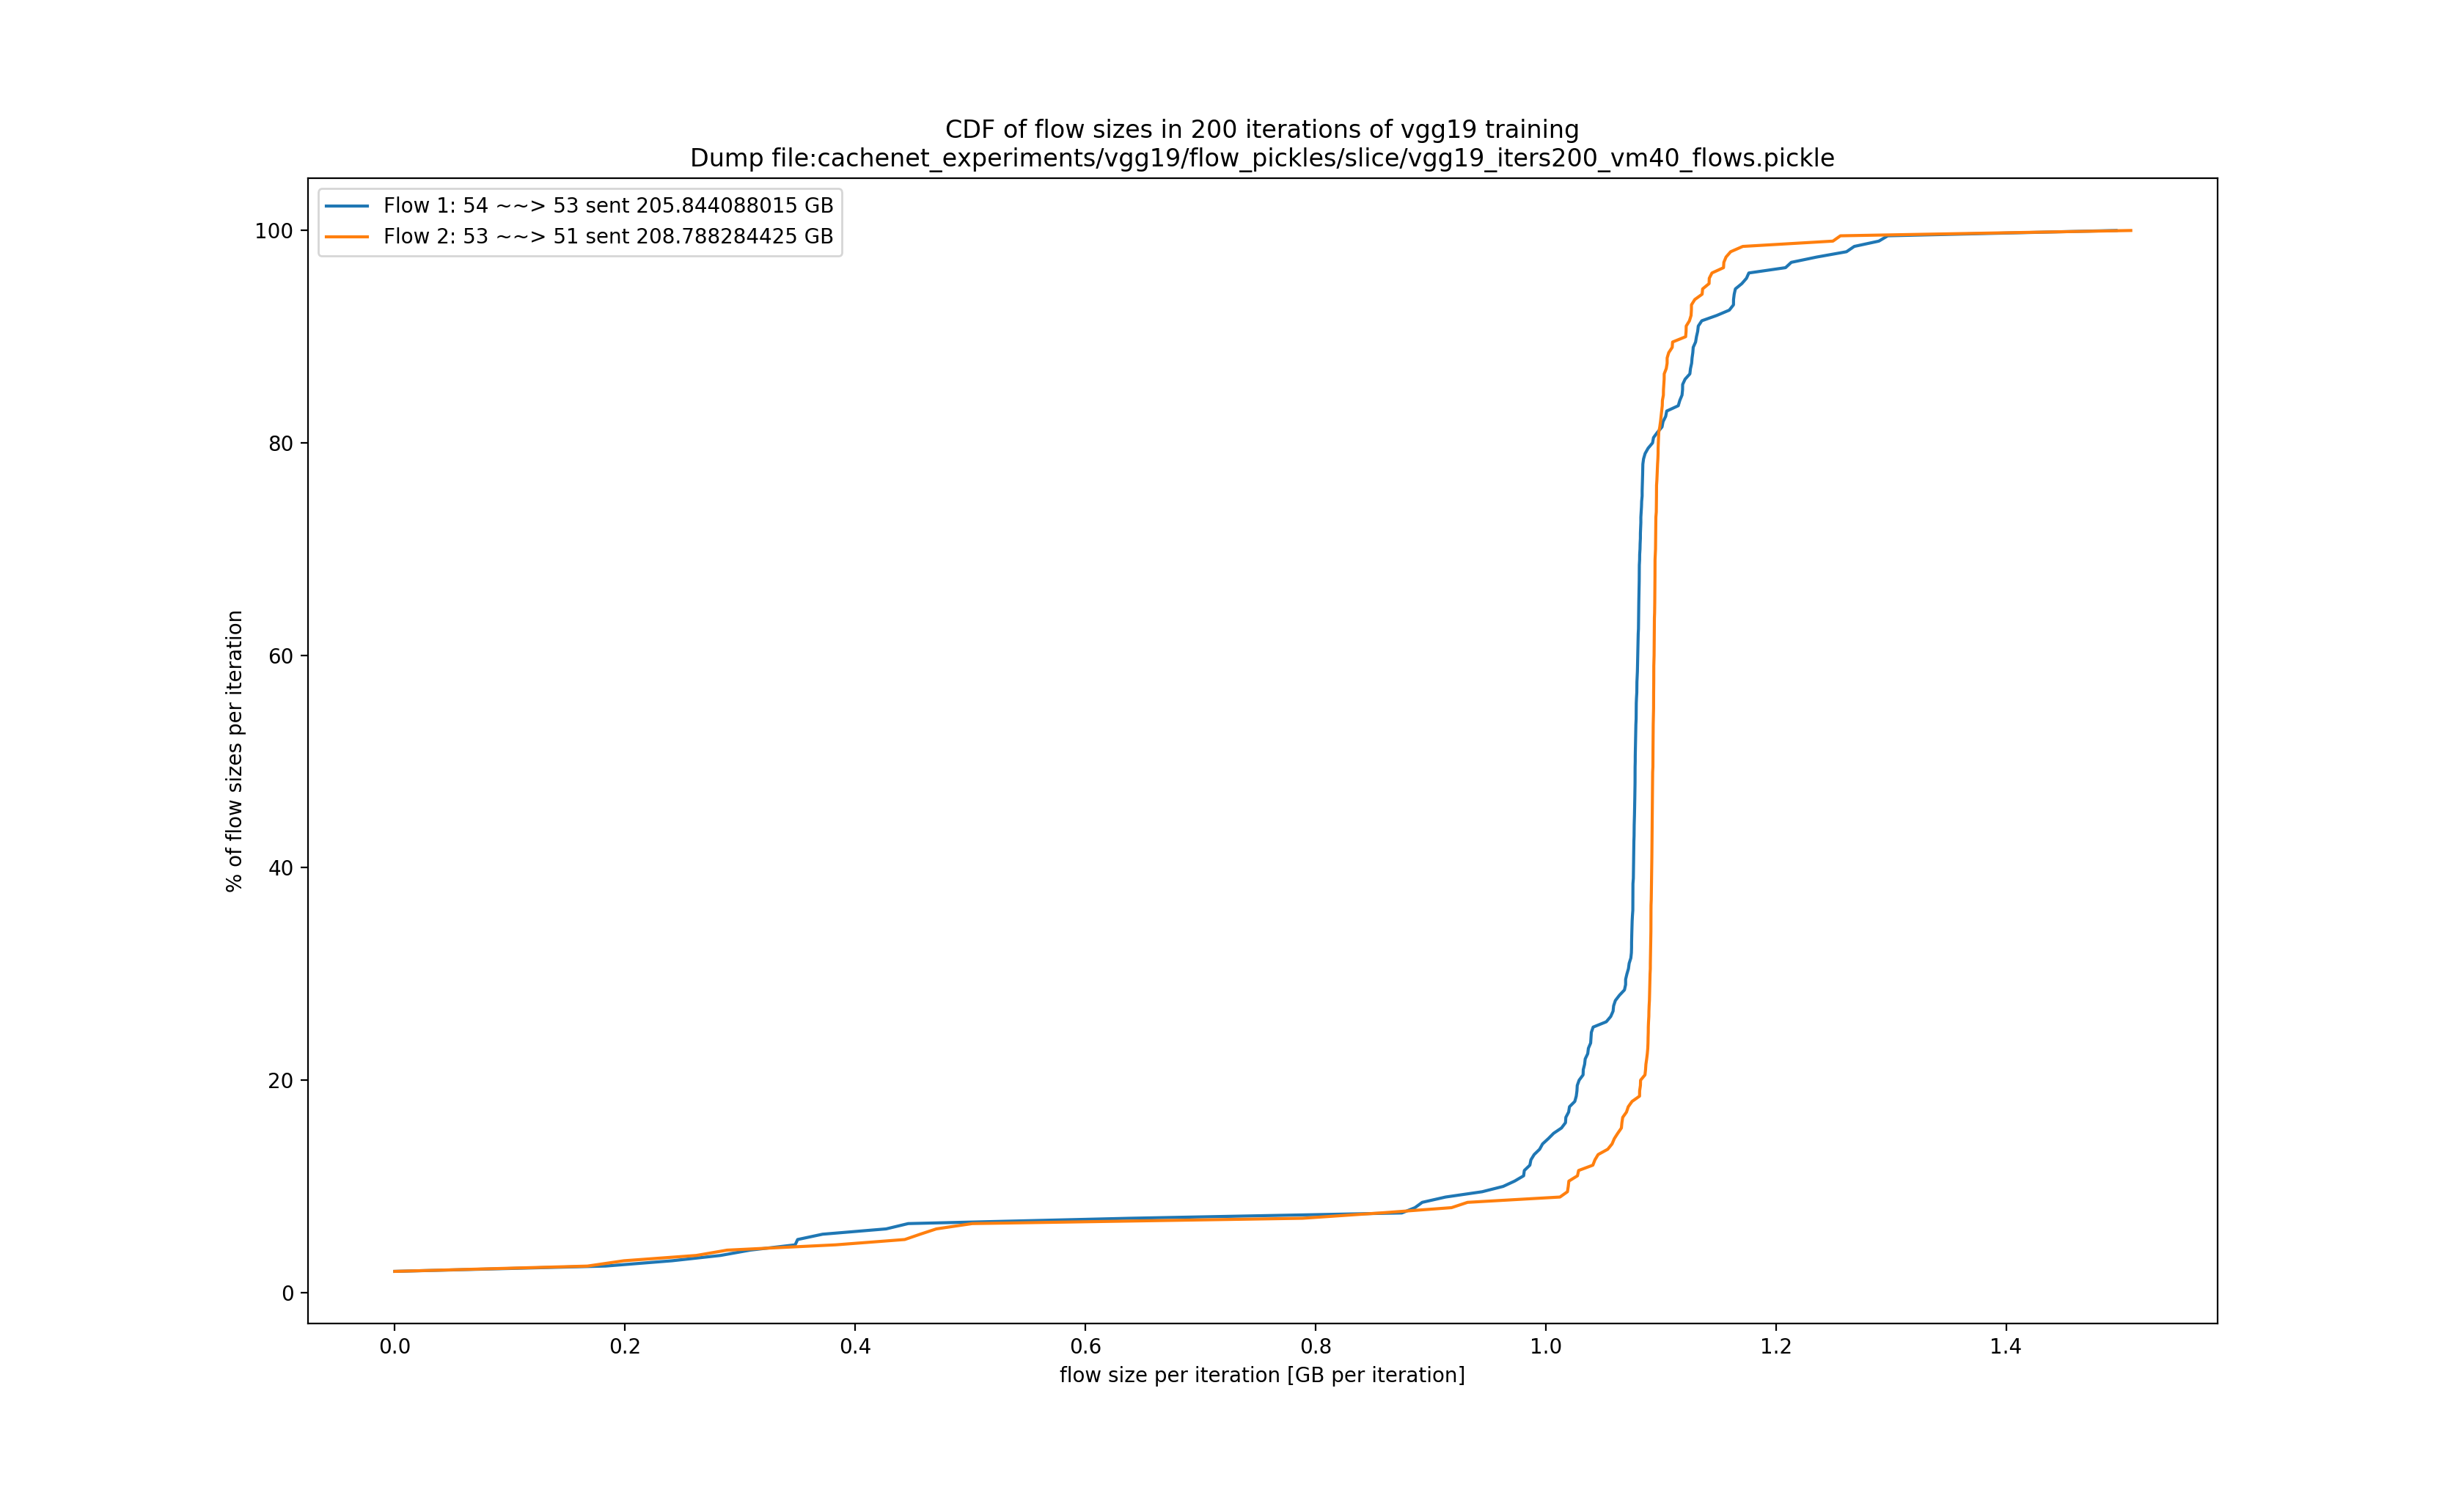 CDF of flow sizes in 200 iterations of vgg19 training
Dump file:cachenet_experiments/vgg19/flow_pickles/slice/vgg19_iters200_vm40_flows.pickle
Flow 1: 54 ~~> 53 sent 205.844088015 GB
Flow 2: 53 ~~> 51 sent 208.788284425 GB
% of flow sizes per iteration
100
80
60
40
20
0
0.0 0.2 0.4 0.6 0.8 1.0 1.2 1.4
flow size per iteration [GB per iteration]